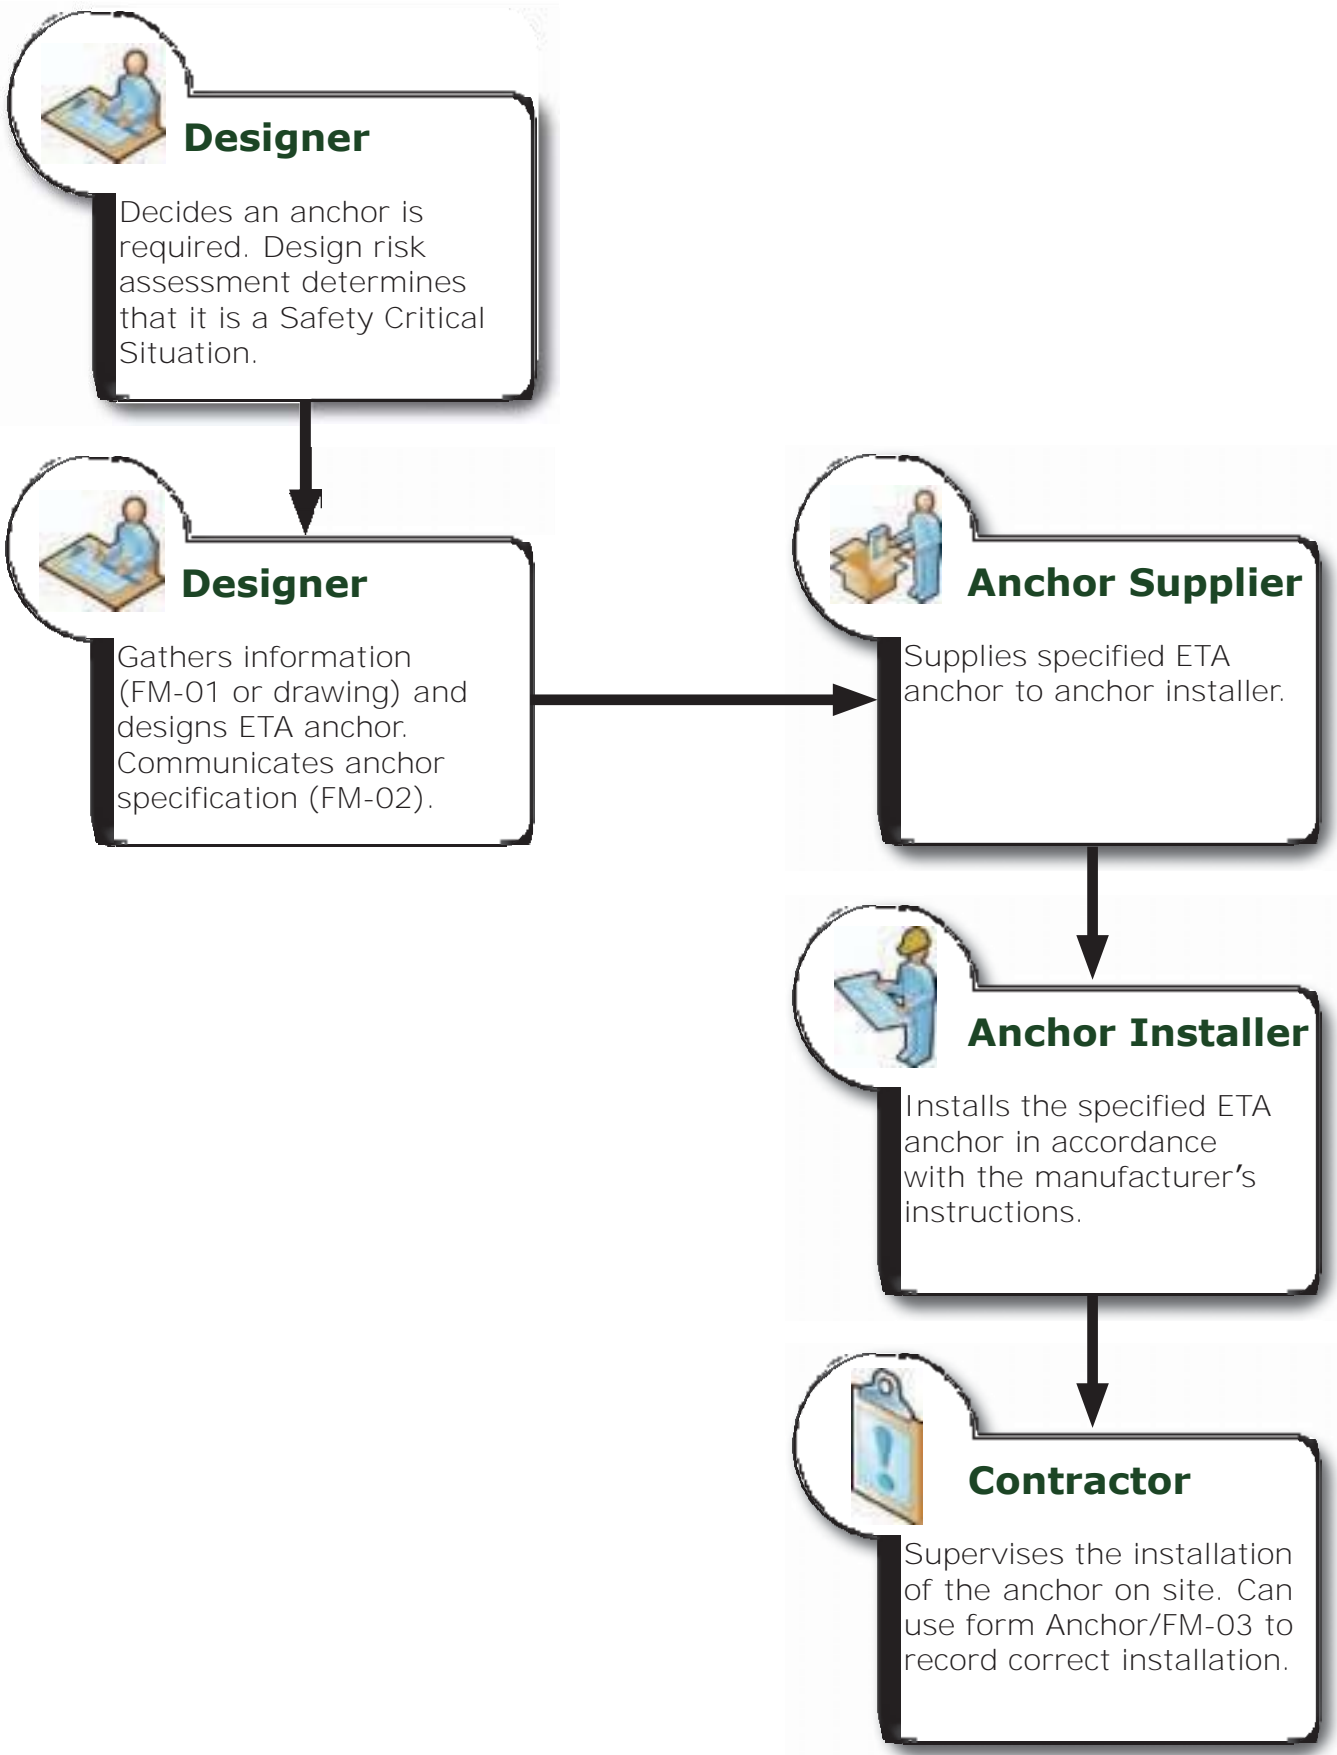 Designer
Decides an anchor is
required. Design risk
assessment determines
that it is a Safety Critical
Situation.
Designer
Gathers information
(FM-01 or drawing) and
designs ETA anchor.
Communicates anchor
specification (FM-02).
Anchor Supplier
Supplies specified ETA
anchor to anchor installer.
Anchor Installer
Installs the specified ETA
anchor in accordance
with the manufacturer's
instructions.
Contractor
Supervises the installation
of the anchor on site. Can
use form Anchor/FM-03 to
record correct installation.